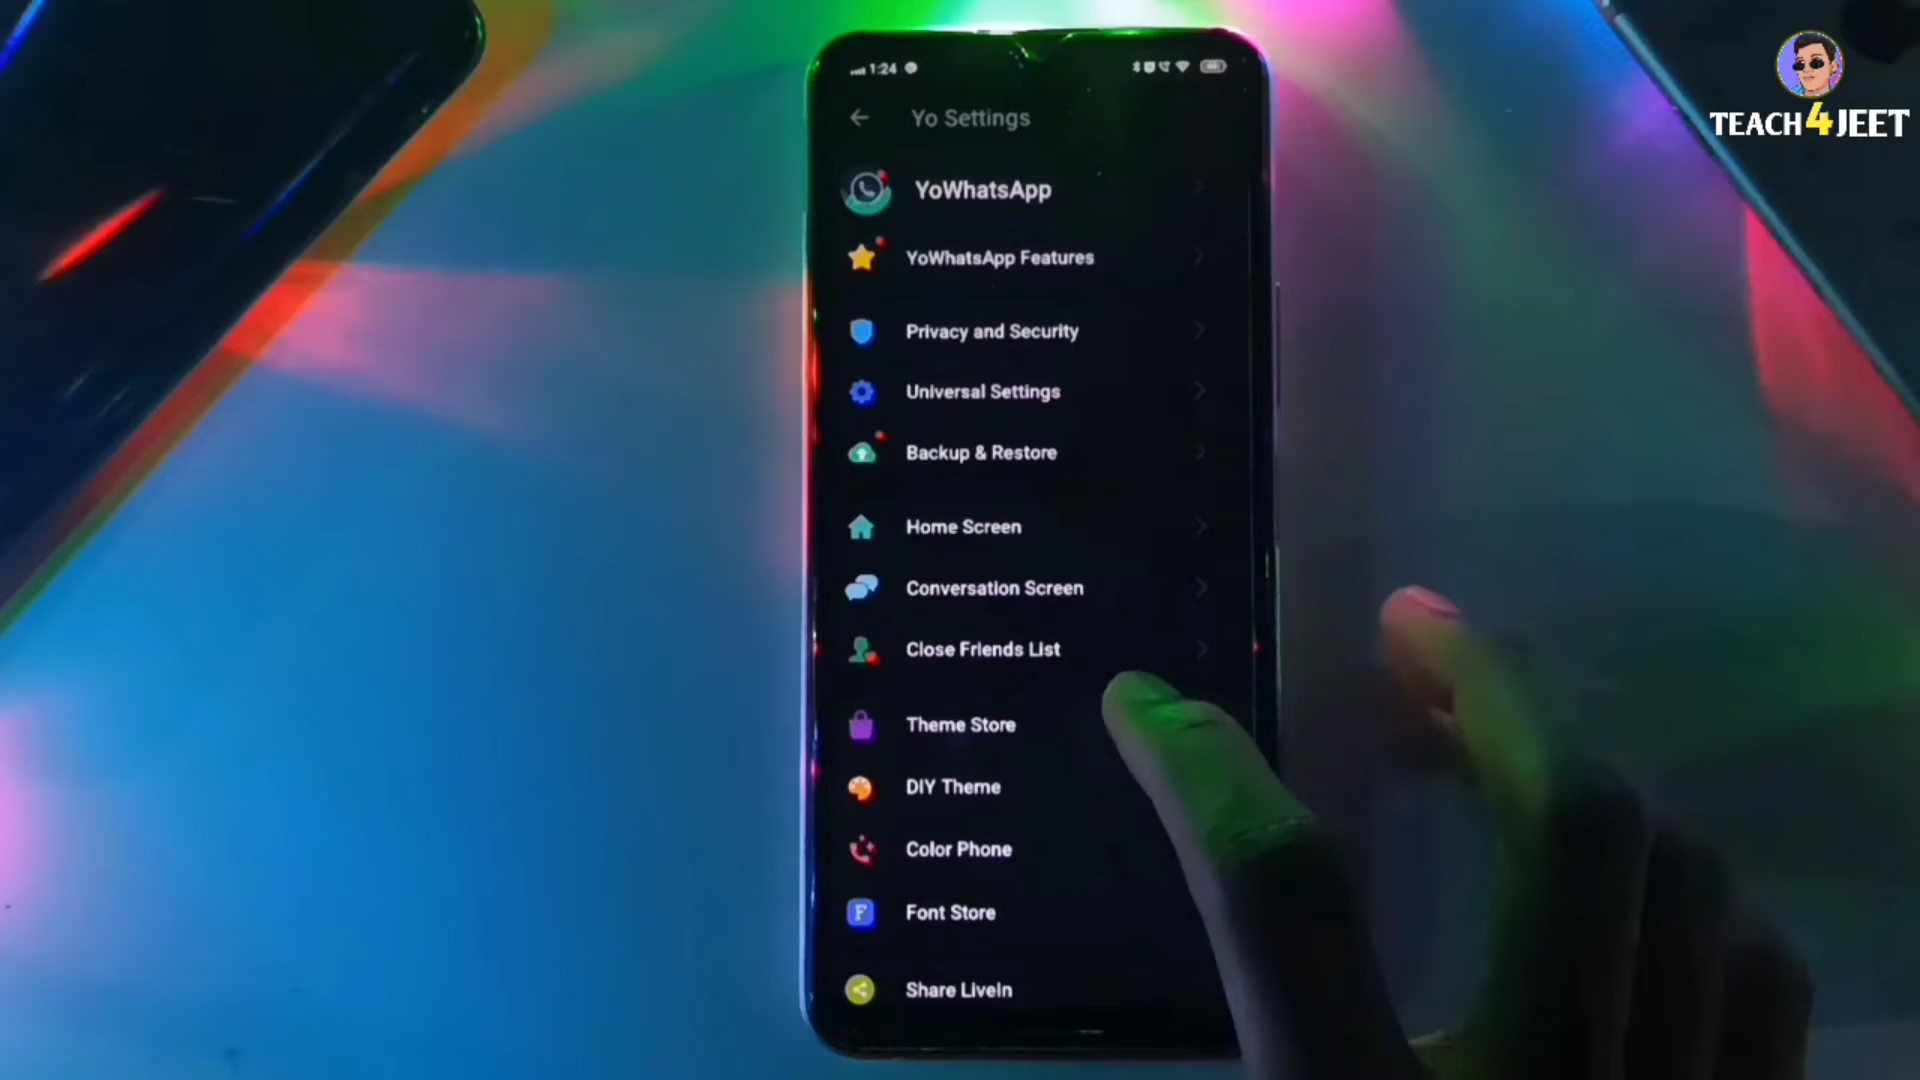 1:24
Yo Settings
YoWhatsApp
YoWhatsApp Features
Privacy and Security
Universal Settings
Backup & Restore
Home Screen
Conversation Screen
Close Friends List
Theme Store
DIY Theme
Color Phone
Font Store
Share LiveIn
TEACH4JEET